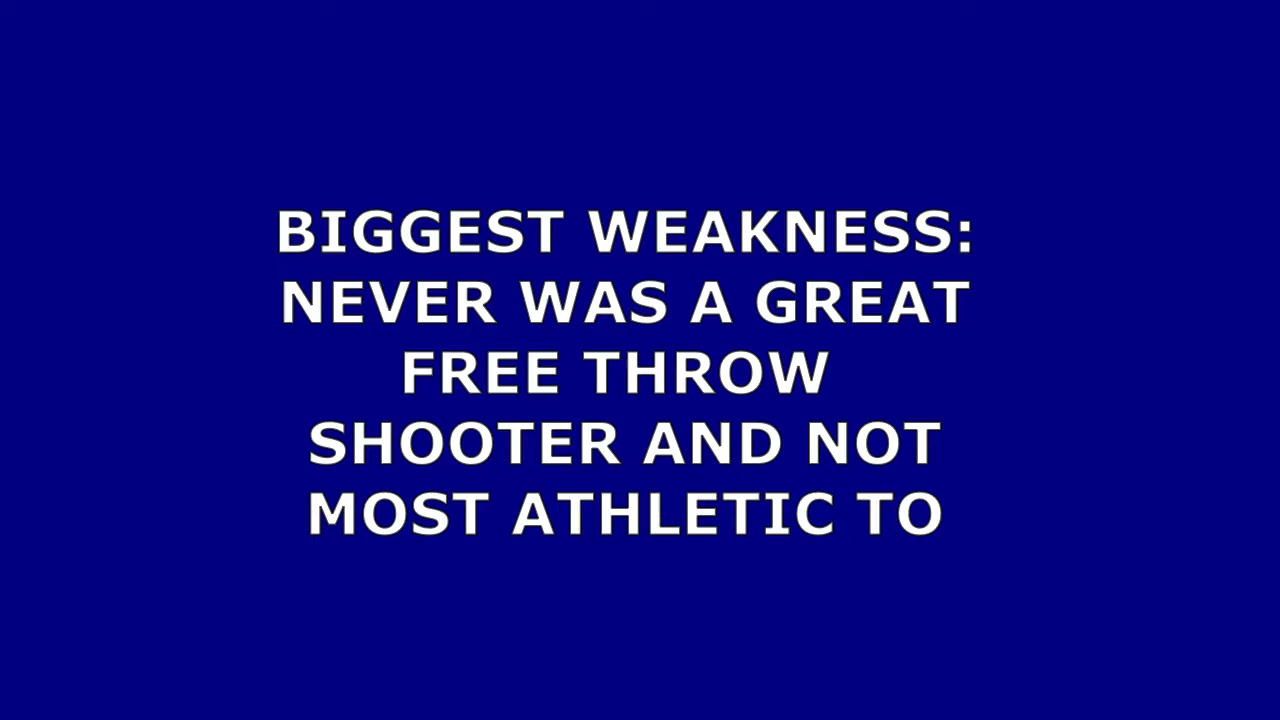 BIGGEST WEAKNESS:
NEVER WAS A GREAT
FREE THROW
SHOOTER AND NOT
MOST ATHLETIC TO